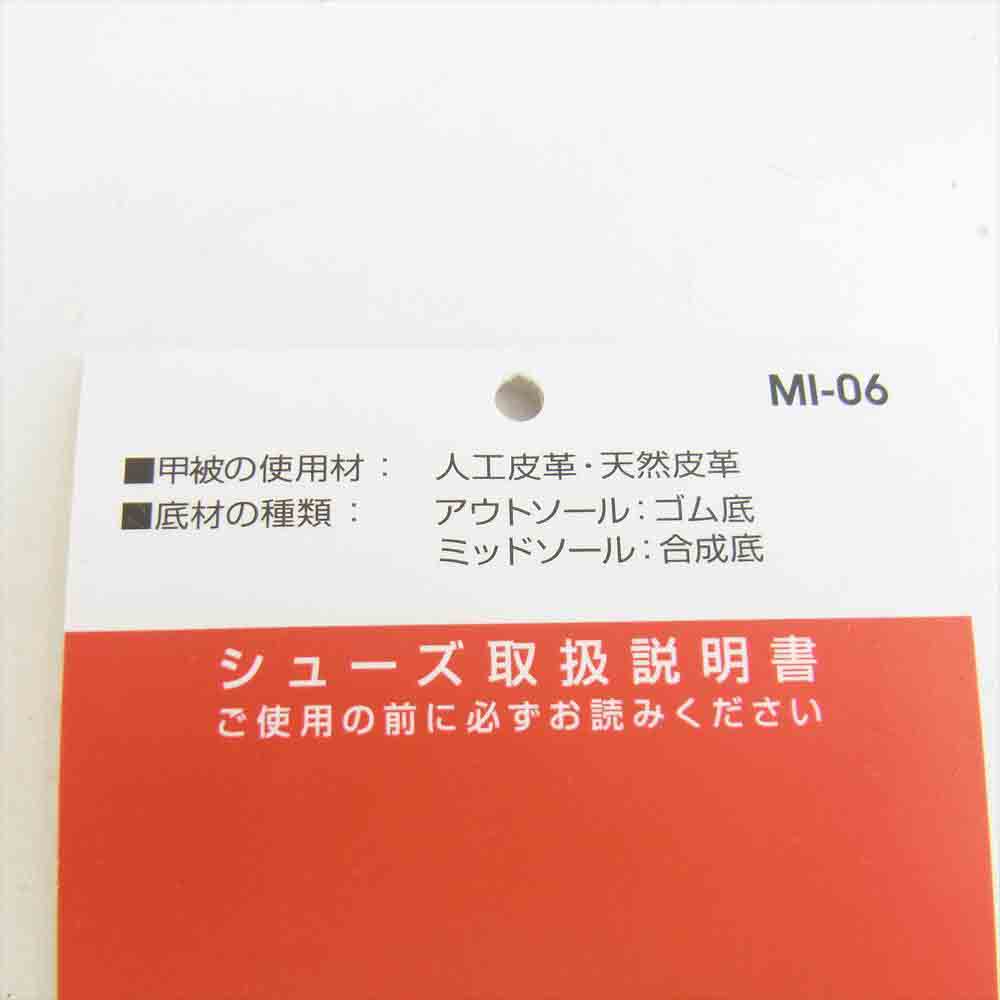 MI-06
■甲被の使用材： 人工皮革・天然皮革
■底材の種類： アウトソール：ゴム底
ミッドソール：合成底
シューズ取扱説明書
ご使用の前に必ずお読みください